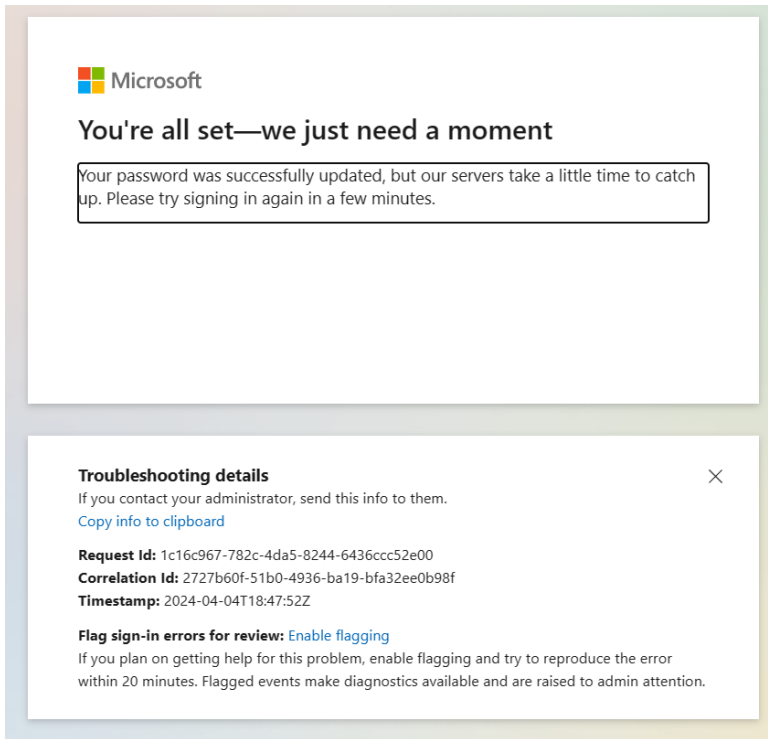 Microsoft
You're all set—we just need a moment
Your password was successfully updated, but our servers take a little time to catch
up. Please try signing in again in a few minutes.
Troubleshooting details
If you contact your administrator, send this info to them.
Copy info to clipboard
Request Id: 1c16c967-782c-4da5-8244-6436ccc52e00
Correlation Id: 2727b60f-51b0-4936-ba19-bfa32ee0b98f
Timestamp: 2024-04-04T18:47:52Z
Flag sign-in errors for review: Enable flagging
If you plan on getting help for this problem, enable flagging and try to reproduce the error
within 20 minutes. Flagged events make diagnostics available and are raised to admin attention.